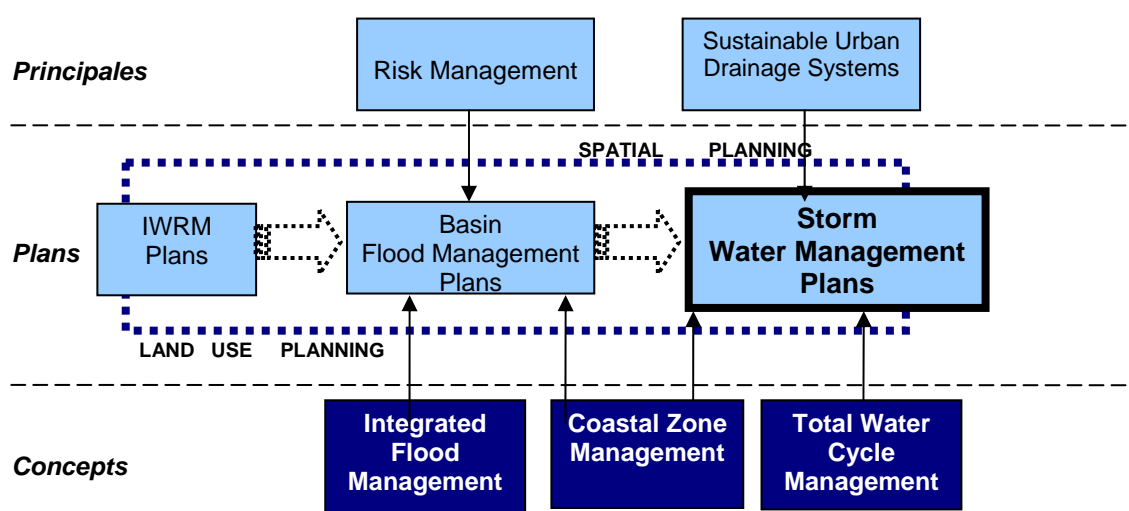 Principales
Risk Management
Sustainable Urban
Drainage Systems
SPATIAL PLANNING
Plans
IWRM
Plans
Basin
Flood Management
Plans
Storm
Water Management
Plans
LAND USE PLANNING
Concepts
Integrated
Flood
Management
Coastal Zone
Management
Total Water
Cycle
Management